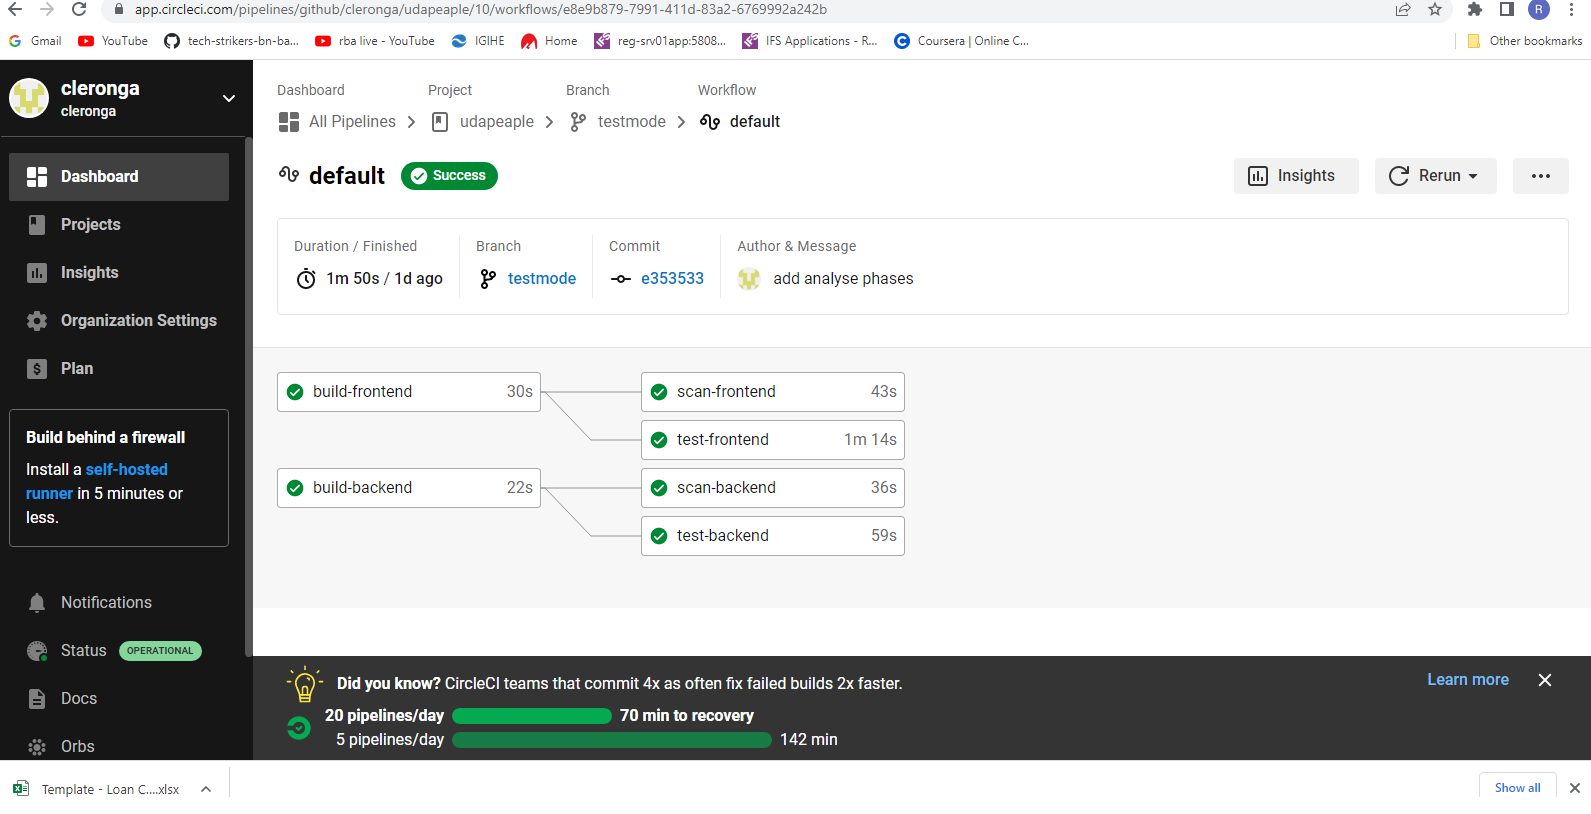 app.circleci.com/pipelines/github/cleronga/udapeaple/10/workflows/e8e9b879-7991-411d-83a2-6769992a242b
R
Gmail YouTube tech-strikers-bn-ba... rba live - YouTube IGIHE Home reg-srv01app:5808... IFS Applications - R... Coursera | Online C... Other bookmarks
cleronga
cleronga
Dashboard
Projects
Insights
Organization Settings
Plan
Build behind a firewall
Install a self-hosted
runner in 5 minutes or
less.
Notifications
Status OPERATIONAL
Docs
Orbs
Dashboard Project Branch Workflow
All Pipelines udapeaple testmode default
default Success
Insights Rerun
Duration / Finished Branch Commit Author & Message
1m 50s / 1d ago testmode e353533 add analyse phases
build-frontend 30s scan-frontend 43s
test-frontend 1m 14s
build-backend 22s scan-backend 36s
test-backend 59s
Did you know? CircleCI teams that commit 4x as often fix failed builds 2x faster.
Learn more
20 pipelines/day 70 min to recovery
5 pipelines/day 142 min
Template - Loan C....xlsx
Show all